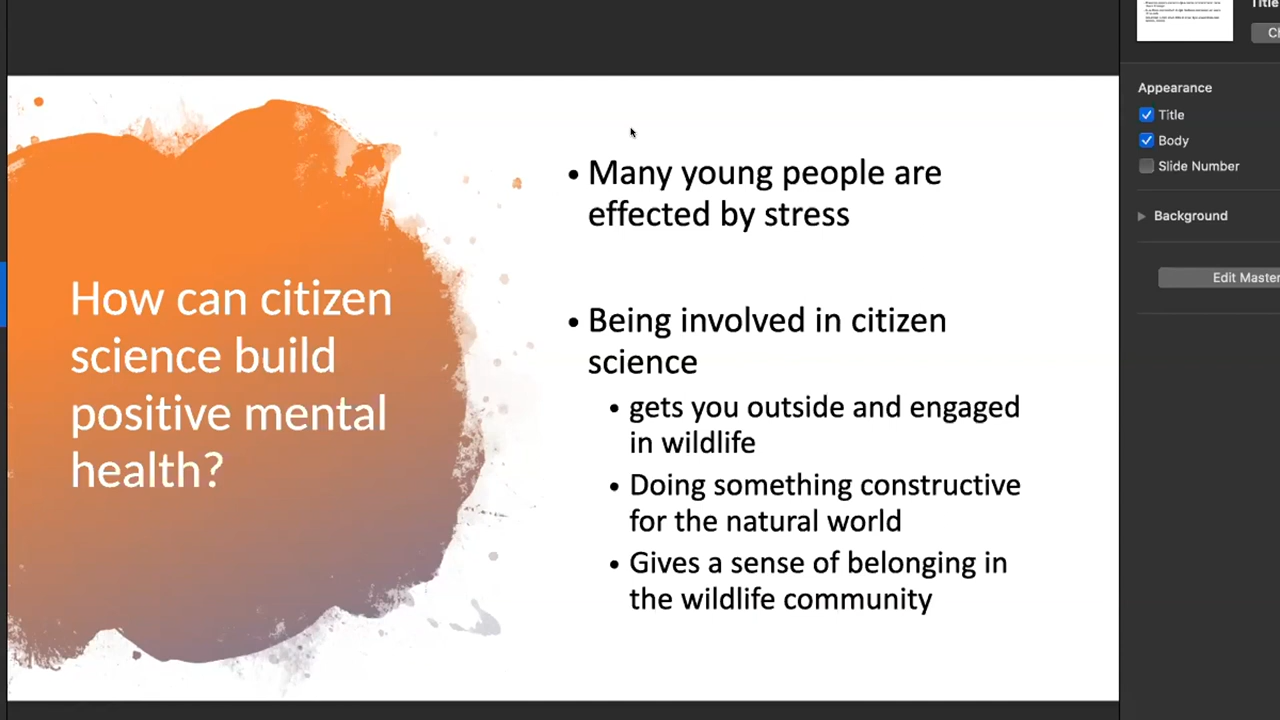 How can citizen
science build
positive mental
health?
• Many young people are
effected by stress
• Being involved in citizen
science
• gets you outside and engaged
in wildlife
• Doing something constructive
for the natural world
• Gives a sense of belonging in
the wildlife community
Appearance
Title
Body
Slide Number
Background
Edit Master